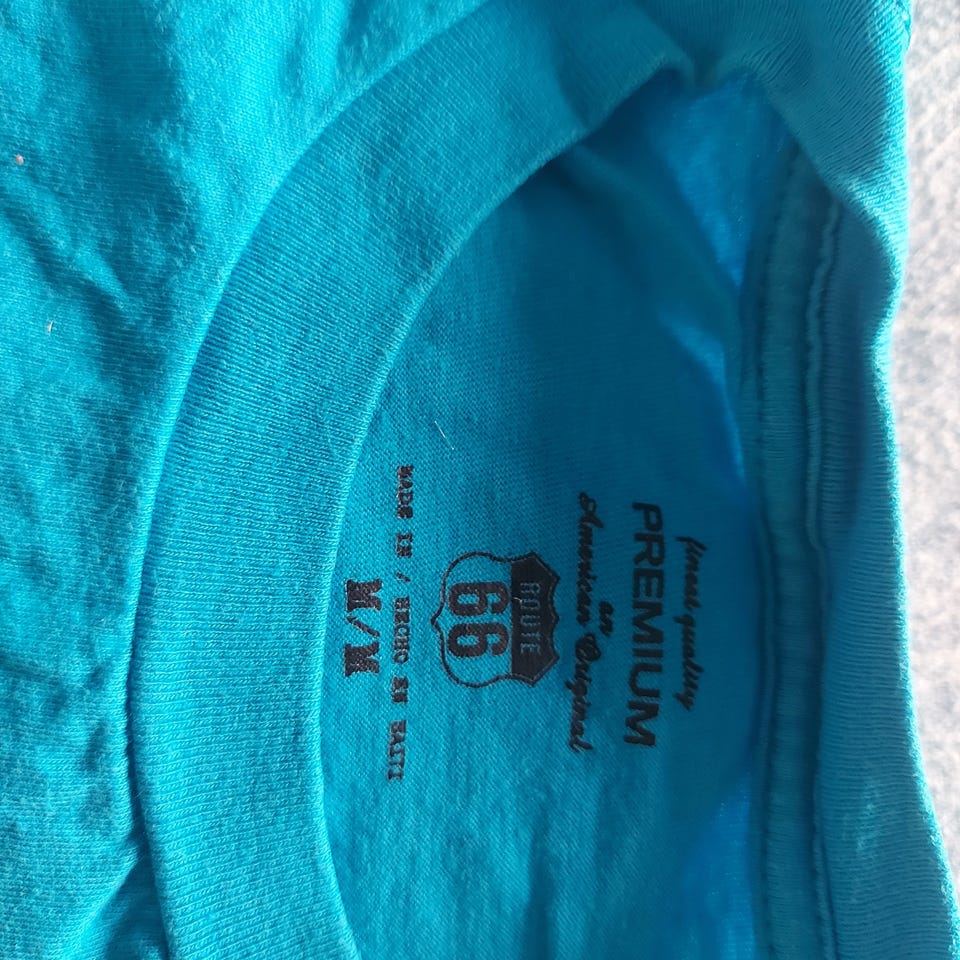 finest quality
PREMIUM
an
American Original
ROUTE
66
MADE IN / HECHO EN HAITI
M/M